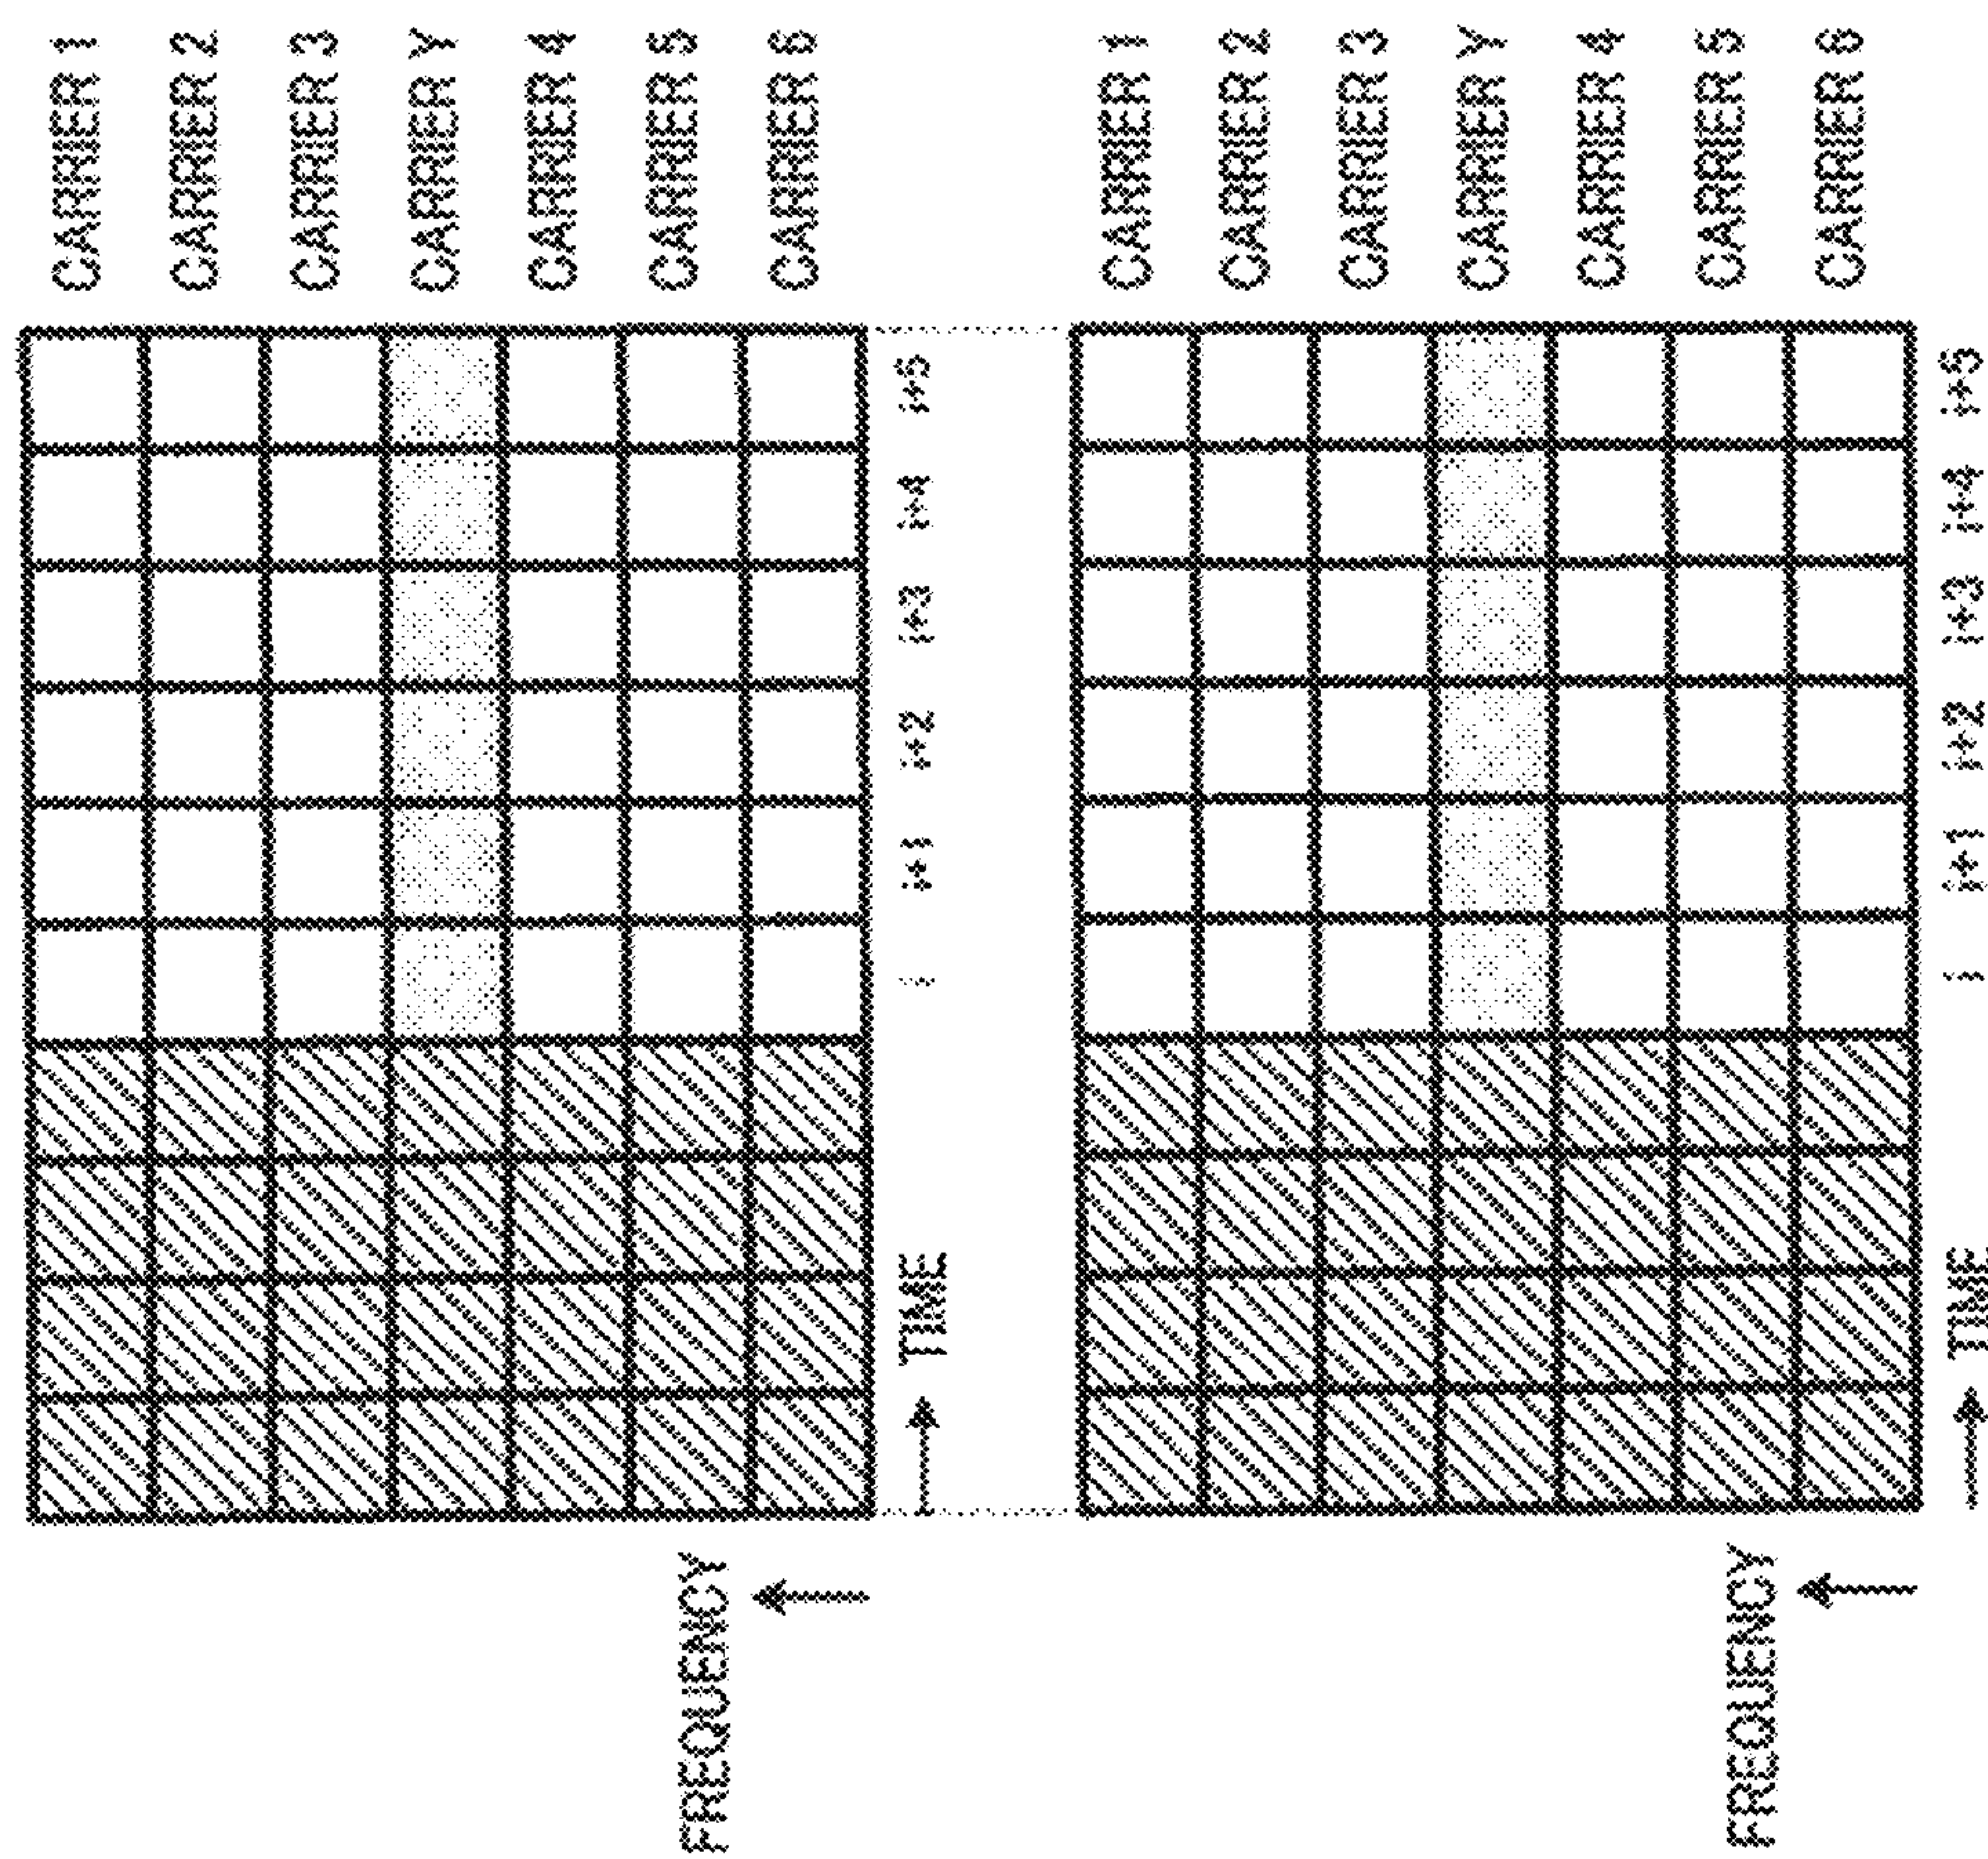 CARRIER 1
CARRIER 2
CARRIER 3
CARRIER Y
CARRIER 4
CARRIER 5
CARRIER 6
FREQUENCY
TIME
i i+1 i+2 i+3 i+4 i+5
CARRIER 1
CARRIER 2
CARRIER 3
CARRIER Y
CARRIER 4
CARRIER 5
CARRIER 6
FREQUENCY
TIME
i i+1 i+2 i+3 i+4 i+5